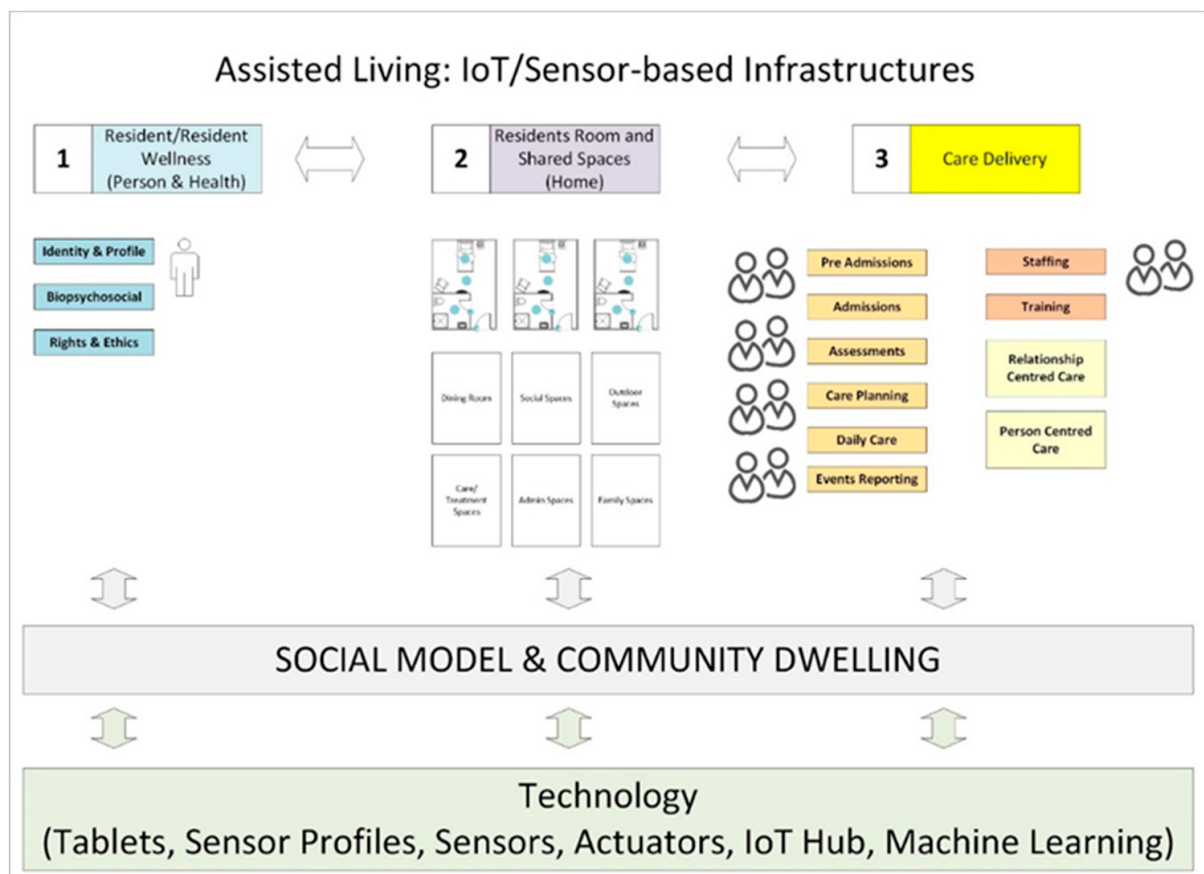 Assisted Living: IoT/Sensor-based Infrastructures
1
Resident/Resident
Wellness
(Person & Health)
2
Residents Room and
Shared Spaces
(Home)
3
Care Delivery
Identity & Profile
Biopsychosocial
Rights & Ethics
Dining Room
Social Spaces
Outdoor
Spaces
Care/
Treatment
Spaces
Admin Spaces
Family Spaces
Pre Admissions
Admissions
Assessments
Care Planning
Daily Care
Events Reporting
Staffing
Training
Relationship
Centred Care
Person Centred
Care
SOCIAL MODEL & COMMUNITY DWELLING
Technology
(Tablets, Sensor Profiles, Sensors, Actuators, IoT Hub, Machine Learning)